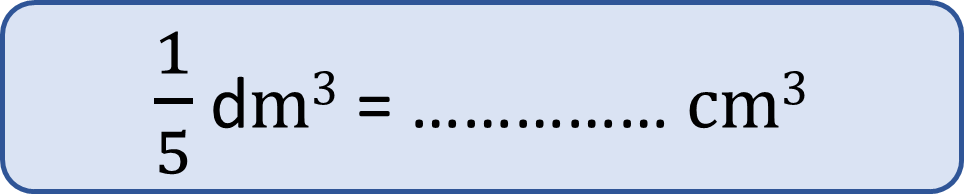 1/5 dm³ = …………… cm³